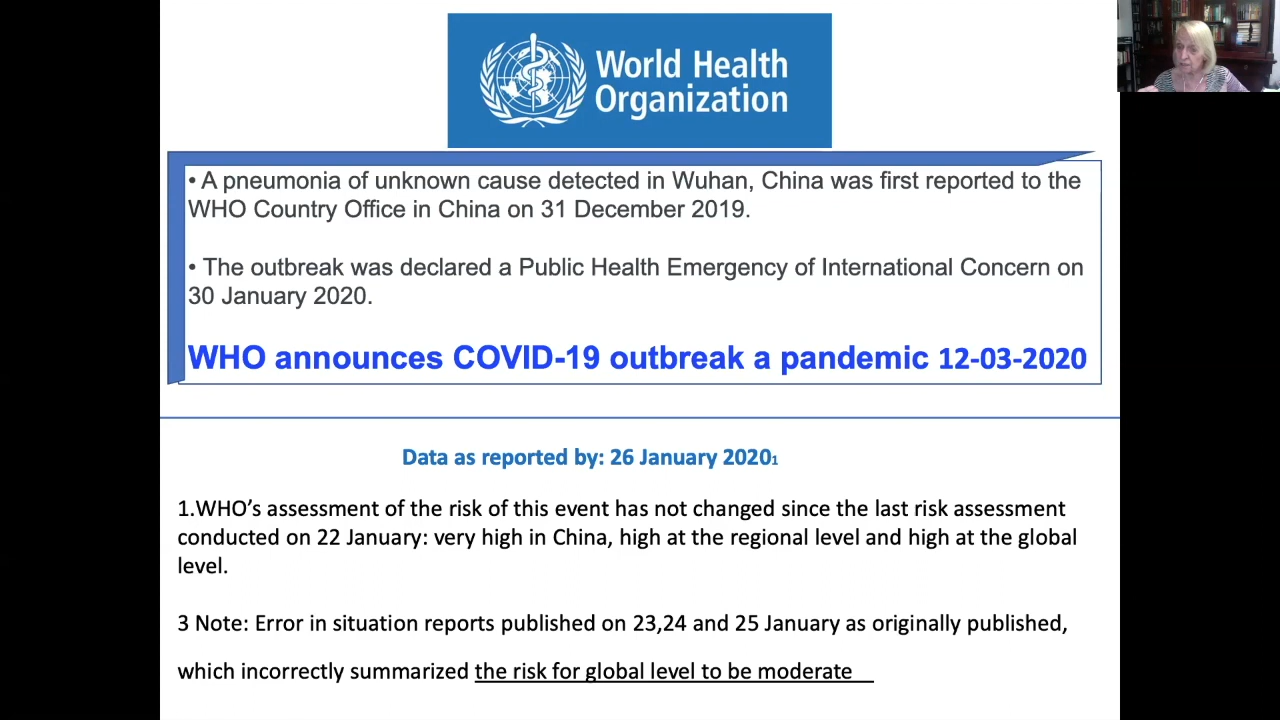 World Health
Organization
• A pneumonia of unknown cause detected in Wuhan, China was first reported to the
WHO Country Office in China on 31 December 2019.
• The outbreak was declared a Public Health Emergency of International Concern on
30 January 2020.
WHO announces COVID-19 outbreak a pandemic 12-03-2020
Data as reported by: 26 January 20201
1.WHO’s assessment of the risk of this event has not changed since the last risk assessment
conducted on 22 January: very high in China, high at the regional level and high at the global
level.
3 Note: Error in situation reports published on 23,24 and 25 January as originally published,
which incorrectly summarized the risk for global level to be moderate